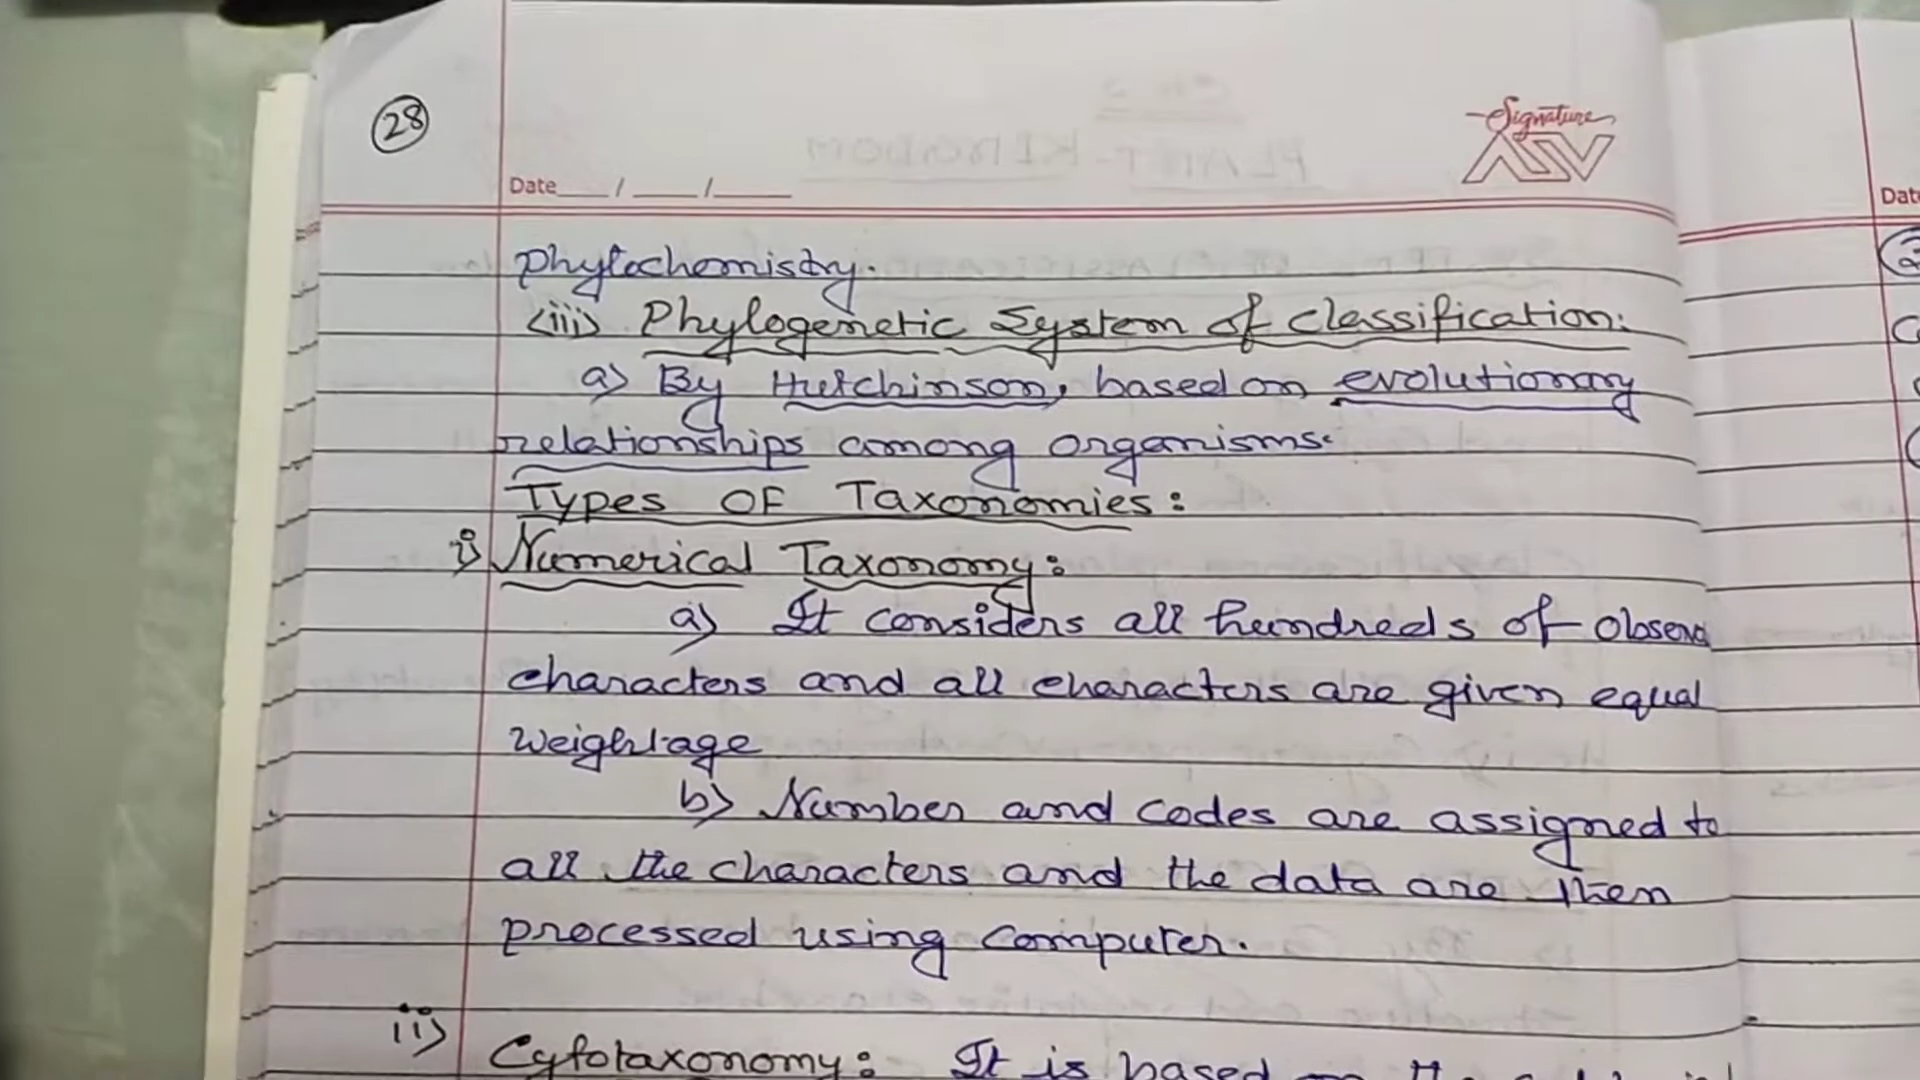 28
Signature
Date / /
Date
phytochemistry.
(iii) Phylogenetic System of classification:
a) By Hutchinson, based on evolutionary
relationships among organisms.
Types OF Taxonomies:
i) Numerical Taxonomy:
a) It considers all hundreds of observ
characters and all characters are given equal
weightage
b) Number and codes are assigned to
all the characters and the data are then
processed using computer.
ii) Cytotaxonomy: It is based on